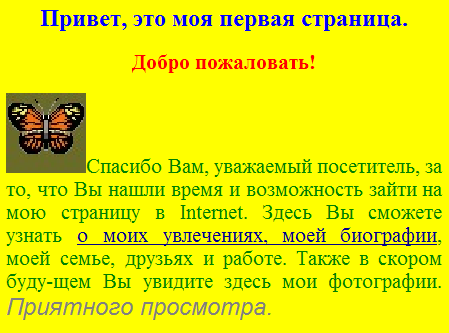 Привет, это моя первая страница.
Добро пожаловать!
Спасибо Вам, уважаемый посетитель, за
то, что Вы нашли время и возможность зайти на
мою страницу в Internet. Здесь Вы сможете
узнать о моих увлечениях, моей биографии,
моей семье, друзьях и работе. Также в скором
буду-щем Вы увидите здесь мои фотографии.
Приятного просмотра.